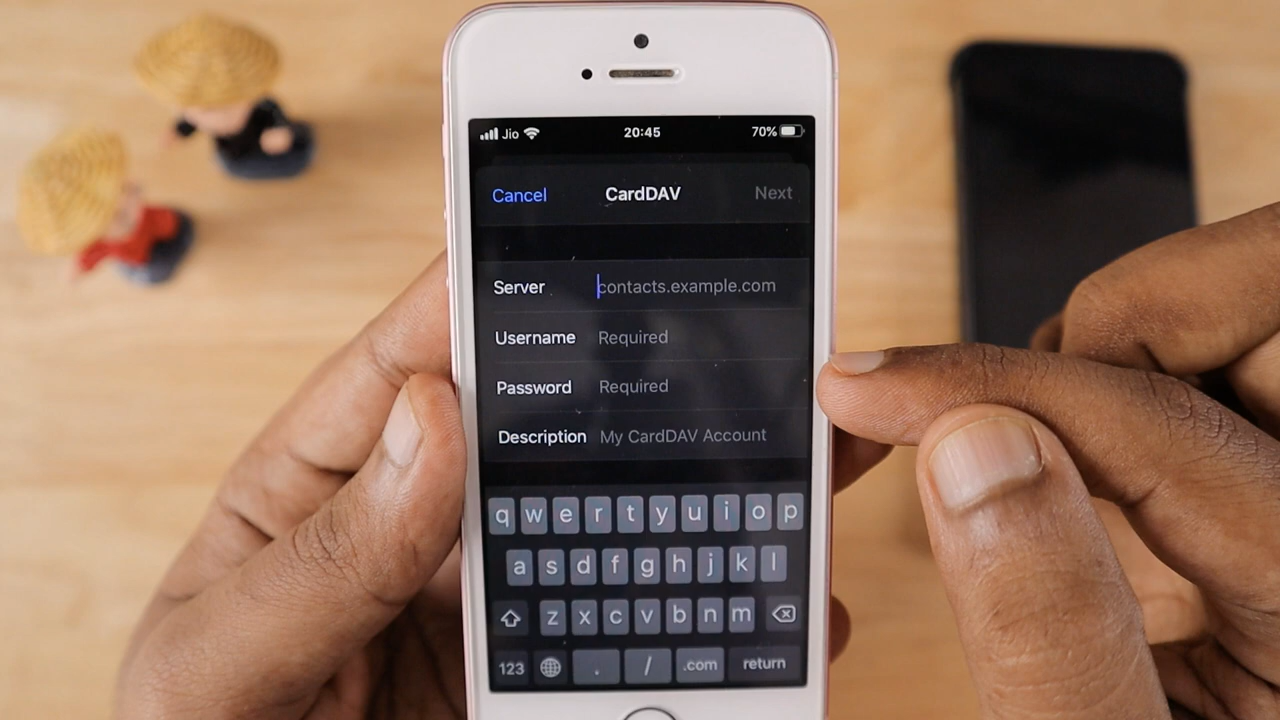 Jio 20:45 70%
Cancel CardDAV Next
Server contacts.example.com
Username Required
Password Required
Description My CardDAV Account
q w e r t y u i o p
a s d f g h j k l
z x c v b n m
123 . / .com return